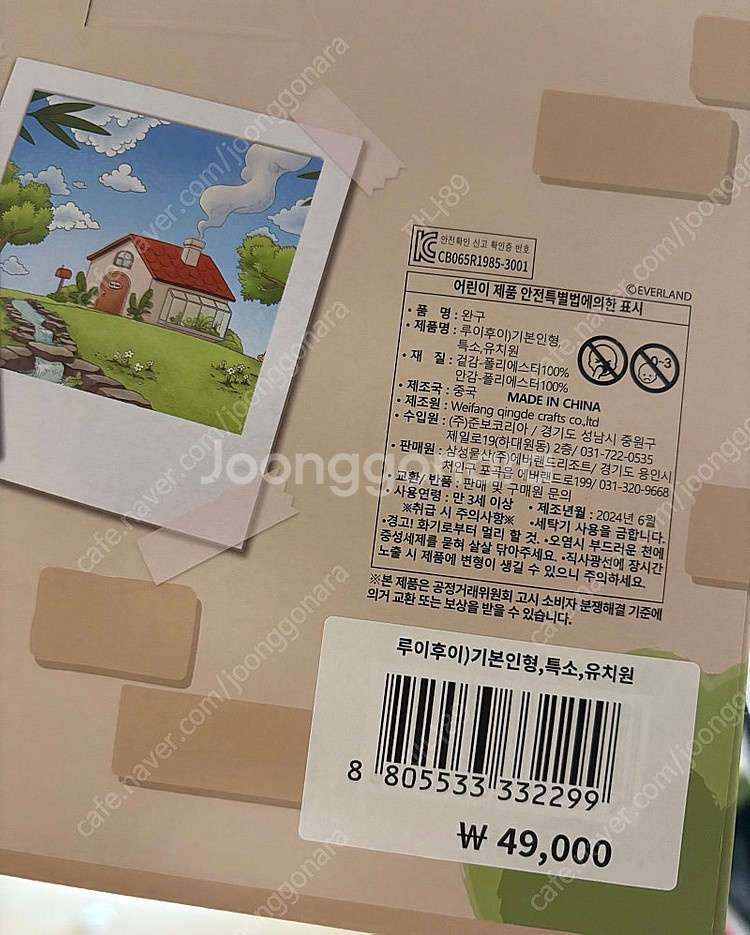 안전확인 신고 확인증 번호
CB065R1985-3001
ⒸEVERLAND
어린이 제품 안전특별법에의한 표시
• 품 명 : 완구
• 제품명 : 루이후이)기본인형,
특소,유치원
• 재 질 : 겉감-폴리에스터100%
안감-폴리에스터100%
0-3
• 제조국 : 중국 MADE IN CHINA
• 제조원 : Weifang qingde crafts co.,ltd
• 수입원 : (주)준보코리아 / 경기도 성남시 중원구
제일로19(하대원동) 2층/ 031-722-0535
• 판매원 : 삼성물산(주)에버랜드리조트/ 경기도 용인시
처인구 포곡읍 에버랜드로199/ 031-320-9668
• 교환/반품 : 판매 및 구매원 문의
• 사용연령 : 만 3세 이상 • 제조년월 : 2024년 6월
※취급 시 주의사항※ •세탁기 사용을 금합니다.
•경고! 화기로부터 멀리 할 것. •오염시 부드러운 천에
중성세제를 묻혀 살살 닦아주세요. •직사광선에 장시간
노출 시 제품에 변형이 생길 수 있으니 주의하세요.
※본 제품은 공정거래위원회 고시 소비자 분쟁해결 기준에
의거 교환 또는 보상을 받을 수 있습니다.
루이후이)기본인형,특소,유치원
8 805533 332299
₩ 49,000
Joonggonara
cafe.naver.com/joonggonara